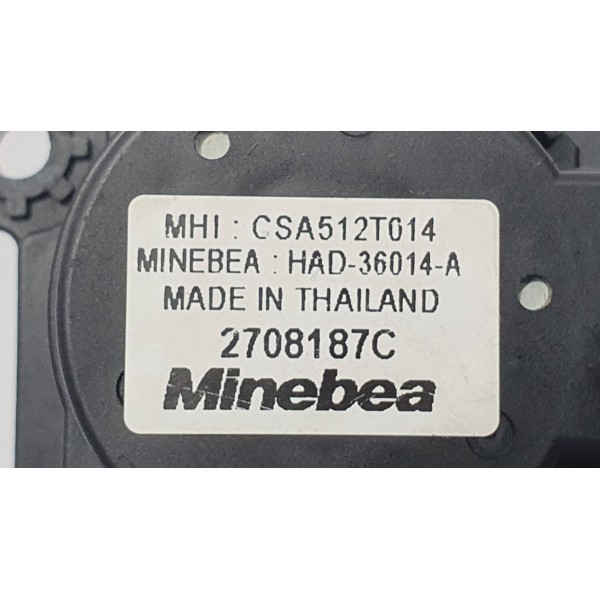 MHI : CSA512T014
MINEBEA : HAD-36014-A
MADE IN THAILAND
2708187C
Minebea